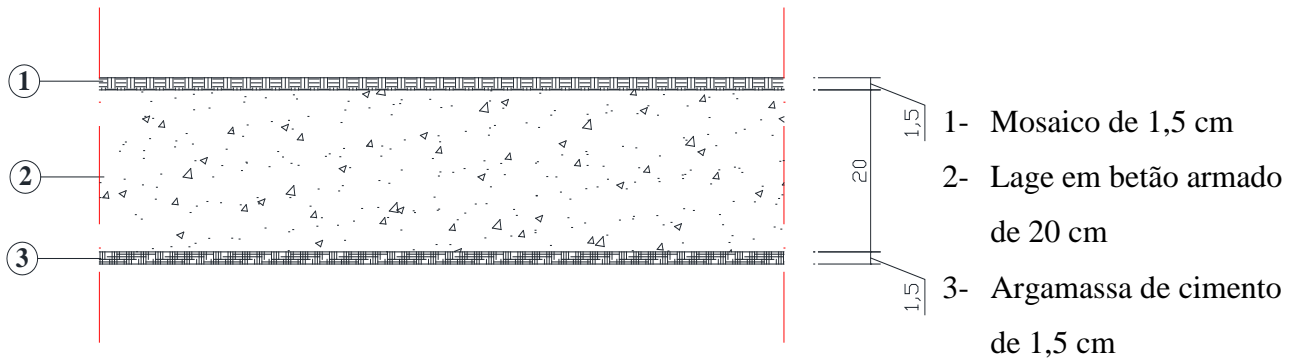 1
2
3
1,5
20
1,5
1- Mosaico de 1,5 cm
2- Lage em betão armado
de 20 cm
3- Argamassa de cimento
de 1,5 cm